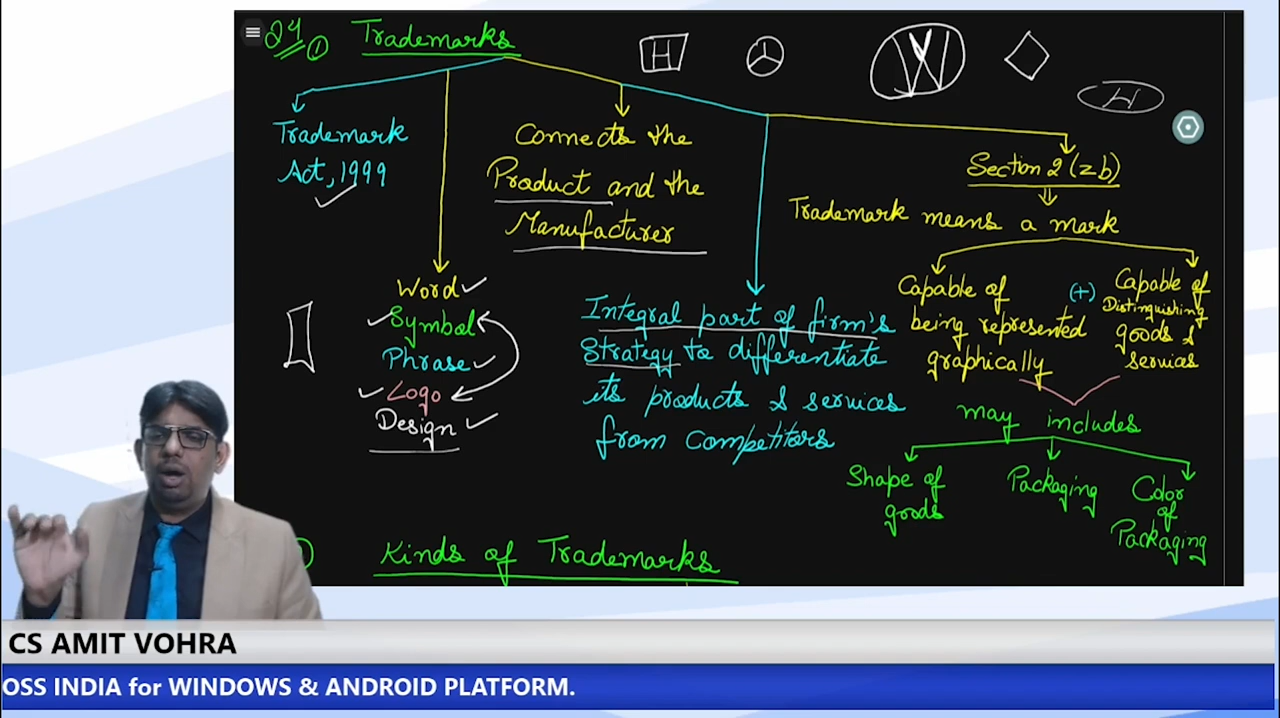 24 ① Trademarks
H
Trademark
Act, 1999
Connects the
Product and the
Manufacturer
Section 2 (zb)
Trademark means a mark
Word
Symbol
Phrase
Logo
Design
Integral part of firm's
Strategy to differentiate
its products & services
from competitors
Capable of
being represented
graphically
(+)
Capable of
Distinguishing
goods &
services
may includes
Shape of
goods
Packaging
Color
of
Packaging
Kinds of Trademarks
CS AMIT VOHRA
OSS INDIA for WINDOWS & ANDROID PLATFORM.